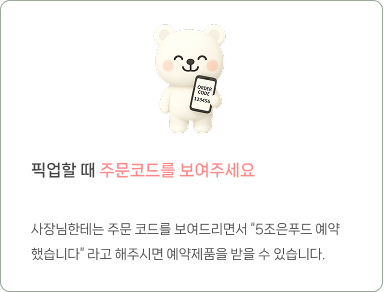 ORDER
CODE
123456
픽업할 때 주문코드를 보여주세요
사장님한테는 주문 코드를 보여드리면서 "5조은푸드 예약
했습니다" 라고 해주시면 예약제품을 받을 수 있습니다.